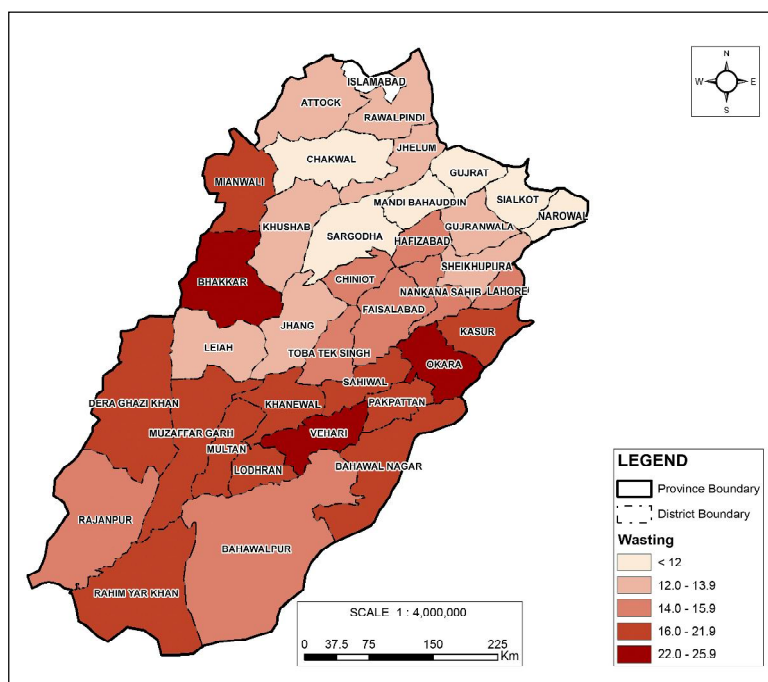 N
W E
S
ISLAMABAD
ATTOCK
RAWALPINDI
JHELUM
CHAKWAL
GUJRAT
MIANWALI
SIALKOT
MANDI BAHAUDDIN
NAROWAL
KHUSHAB
GUJRANWALA
SARGODHA
HAFIZABAD
SHEIKHUPURA
BHAKKAR
CHINIOT
NANKANA SAHIB
LAHORE
FAISALABAD
JHANG
KASUR
LEIAH
TOBA TEK SINGH
OKARA
SAHIWAL
DERA GHAZI KHAN
KHANEWAL
PAKPATTAN
MUZAFFAR GARH
VEHARI
MULTAN
LODHRAN
BAHAWAL NAGAR
RAJANPUR
BAHAWALPUR
RAHIM YAR KHAN
LEGEND
Province Boundary
District Boundary
Wasting
< 12
12.0 - 13.9
14.0 - 15.9
16.0 - 21.9
22.0 - 25.9
SCALE 1 : 4,000,000
0 37.5 75 150 225
Km